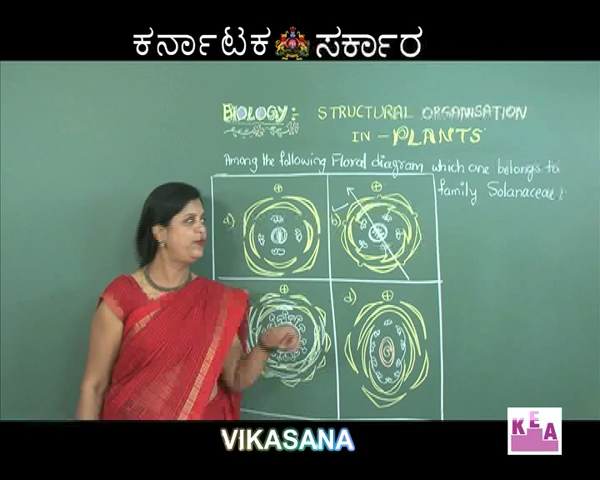 ಕರ್ನಾಟಕ ಸರ್ಕಾರ
BIOLOGY:- STRUCTURAL ORGANISATION
IN - PLANTS
Among the following Floral diagram which one belongs to
family Solanaceae?
a)
b)
d)
VIKASANA
KEA